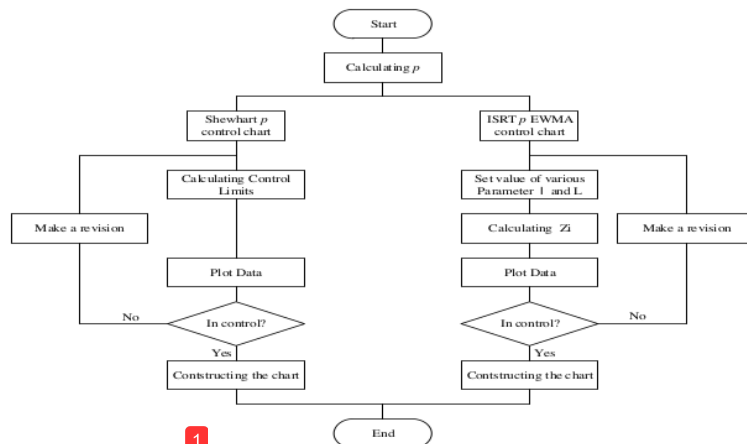 Start
Calculating p
Shewhart p
control chart
ISRT p EWMA
control chart
Calculating Control
Limits
Set value of various
Parameter l and L
Make a revision
Calculating Zi
Make a revision
Plot Data
Plot Data
No
In control?
In control?
No
Yes
Yes
Contstructing the chart
Contstructing the chart
End
1